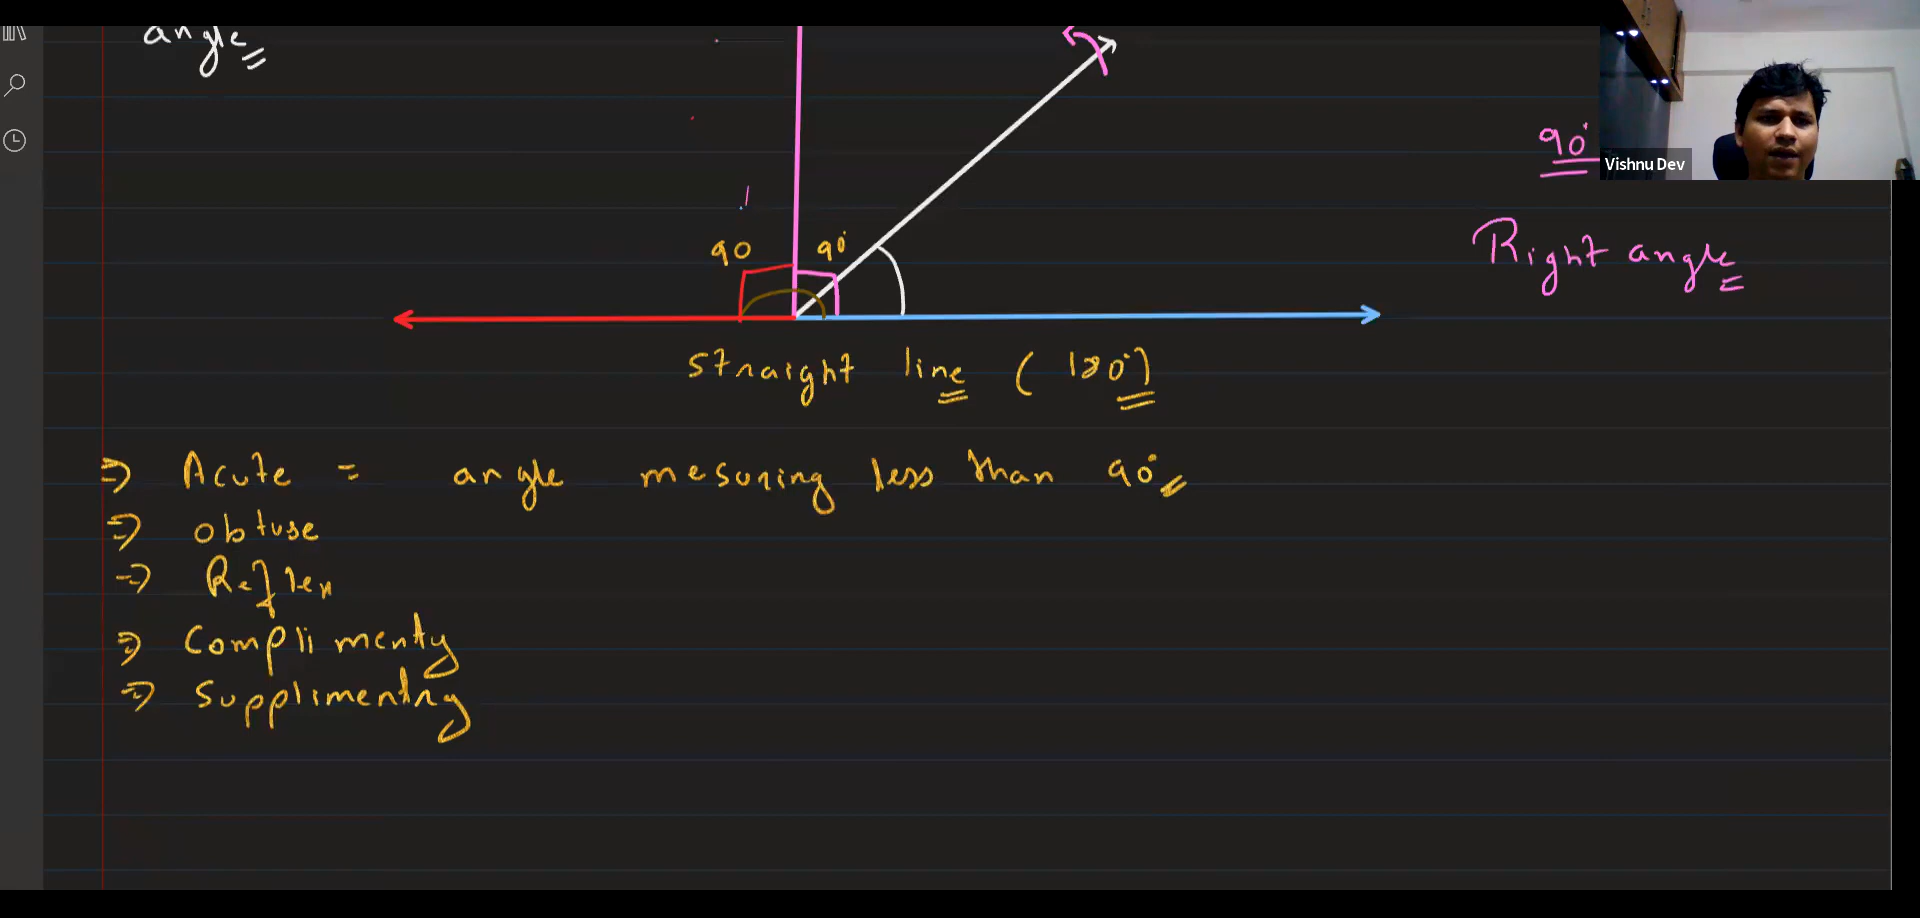 angle
90°
Vishnu Dev
Right angle
90 90°
straight line (180°)
⇒ Acute = angle mesuring less than 90°
⇒ obtuse
⇒ Reflex
⇒ Complimenty
⇒ Supplimentry